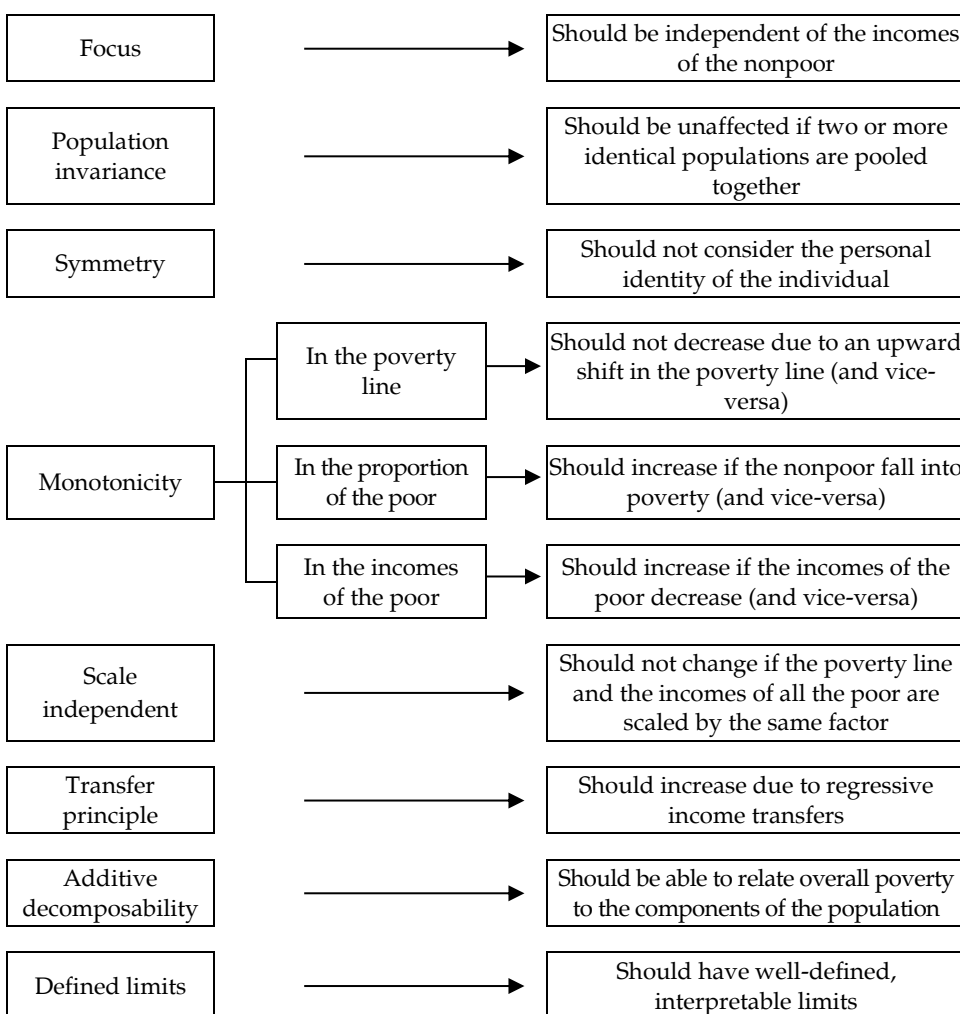 Focus
Should be independent of the incomes
of the nonpoor
Population
invariance
Should be unaffected if two or more
identical populations are pooled
together
Symmetry
Should not consider the personal
identity of the individual
Monotonicity
In the poverty
line
Should not decrease due to an upward
shift in the poverty line (and vice-
versa)
In the proportion
of the poor
Should increase if the nonpoor fall into
poverty (and vice-versa)
In the incomes
of the poor
Should increase if the incomes of the
poor decrease (and vice-versa)
Scale
independent
Should not change if the poverty line
and the incomes of all the poor are
scaled by the same factor
Transfer
principle
Should increase due to regressive
income transfers
Additive
decomposability
Should be able to relate overall poverty
to the components of the population
Defined limits
Should have well-defined,
interpretable limits